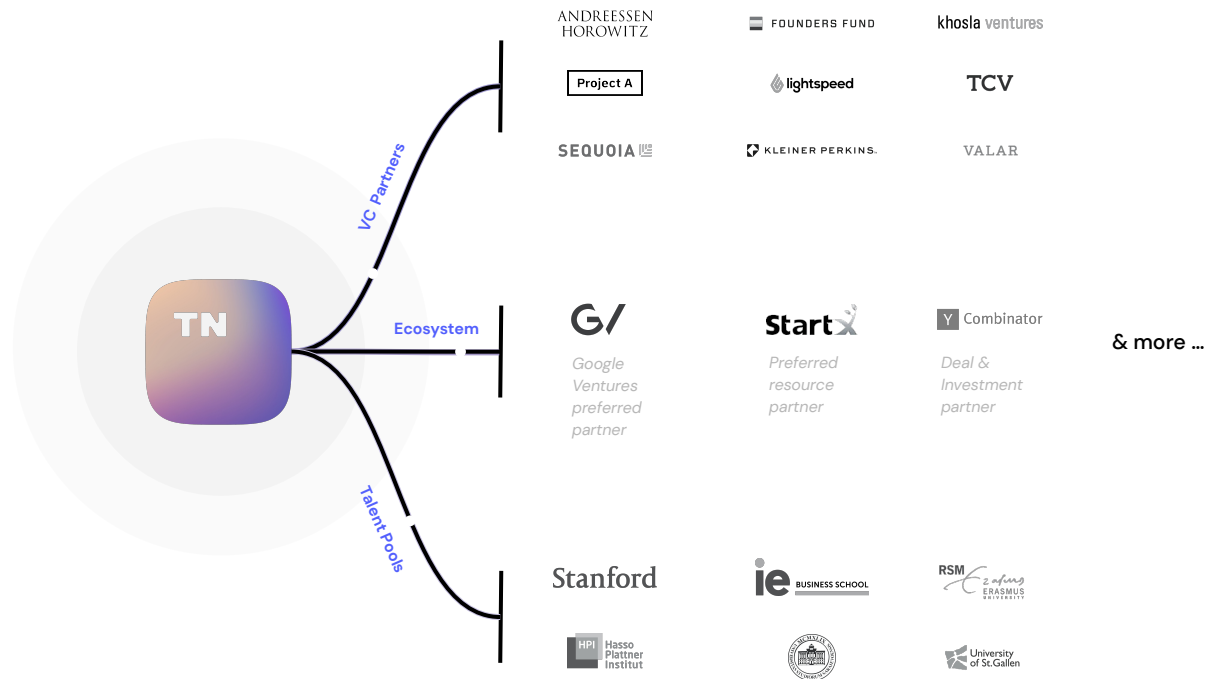 ANDREESSEN
HOROWITZ
FOUNDERS FUND
khosla ventures
Project A
lightspeed
TCV
SEQUOIA
KLEINER PERKINS.
VALAR
VC Partners
TN
Ecosystem
G/
StartX
Y Combinator
Google
Ventures
preferred
partner
Preferred
resource
partner
Deal &
Investment
partner
& more ...
Talent Pools
Stanford
ie BUSINESS SCHOOL
RSM
Erasmus
ERASMUS
UNIVERSITY
HPI Hasso
Plattner
Institut
University
of St.Gallen